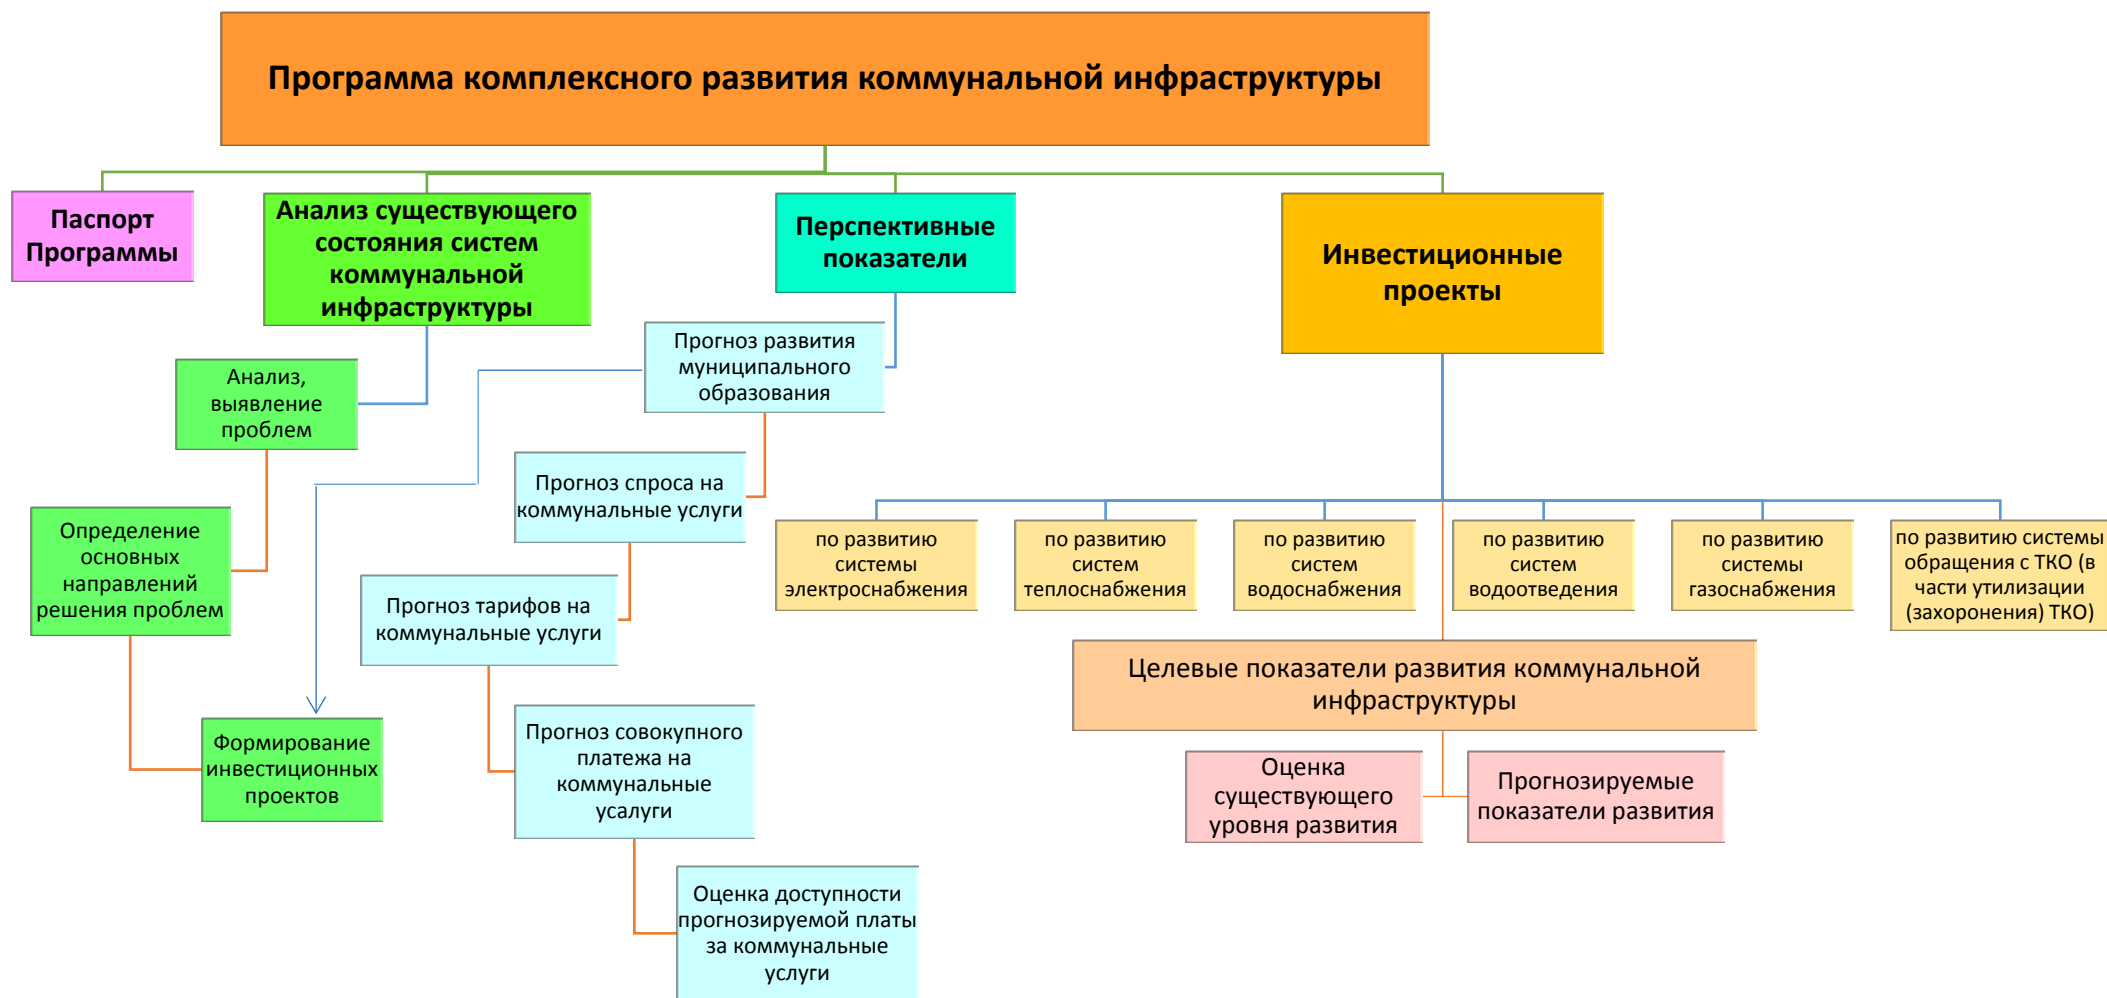 Программа комплексного развития коммунальной инфраструктуры
Паспорт
Программы
Анализ существующего
состояния систем
коммунальной
инфраструктуры
Перспективные
показатели
Инвестиционные
проекты
Анализ,
выявление
проблем
Определение
основных
направлений
решения проблем
Формирование
инвестиционных
проектов
Прогноз развития
муниципального
образования
Прогноз спроса на
коммунальные услуги
Прогноз тарифов на
коммунальные услуги
Прогноз совокупного
платежа на
коммунальные
усалуги
Оценка доступности
прогнозируемой платы
за коммунальные
услуги
по развитию
системы
электроснабжения
по развитию
систем
теплоснабжения
по развитию
систем
водоснабжения
по развитию
систем
водоотведения
по развитию
системы
газоснабжения
по развитию системы
обращения с ТКО (в
части утилизации
(захоронения) ТКО)
Целевые показатели развития коммунальной
инфраструктуры
Оценка
существующего
уровня развития
Прогнозируемые
показатели развития